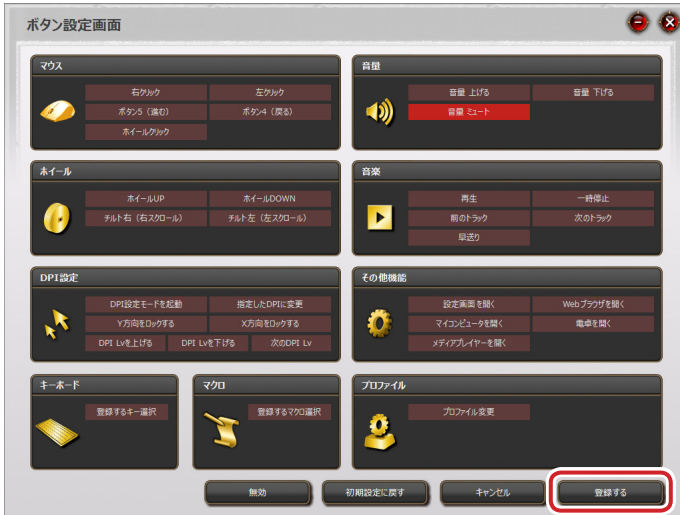 ボタン設定画面
マウス
右クリック 左クリック
ボタン5（進む） ボタン4（戻る）
ホイールクリック
音量
音量 上げる 音量 下げる
音量 ミュート
ホイール
ホイールUP ホイールDOWN
チルト右（右スクロール） チルト左（左スクロール）
音楽
再生 一時停止
前のトラック 次のトラック
早送り
DPI設定
DPI設定モードを起動 指定したDPIに変更
Y方向をロックする X方向をロックする
DPI Lvを上げる DPI Lvを下げる 次のDPI Lv
その他機能
設定画面を開く Webブラウザを開く
マイコンピュータを開く 電卓を開く
メディアプレイヤーを開く
キーボード
登録するキー選択
マクロ
登録するマクロ選択
プロファイル
プロファイル変更
無効 初期設定に戻す キャンセル 登録する